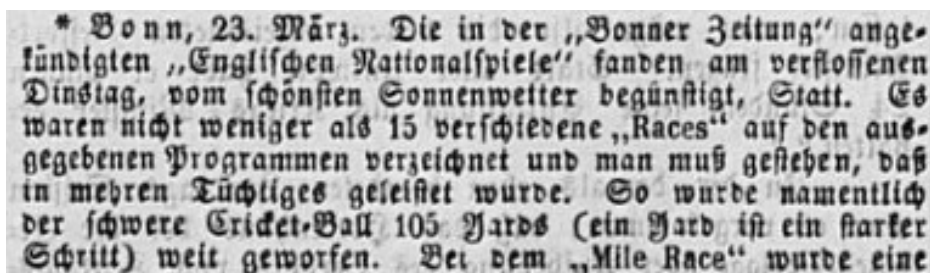 * Bonn, 23. März. Die in der „Bonner Zeitung“ ange-
kündigten „Englischen Nationalspiele“ fanden am verflossenen
Dinstag, vom schönsten Sonnenwetter begünstigt, Statt. Es
waren nicht weniger als 15 verschiedene „Races“ auf den aus-
gegebenen Programmen verzeichnet und man muß gestehen, daß
in mehren Tüchtiges geleistet wurde. So wurde namentlich
der schwere Cricket-Ball 105 Yards (ein Yard ist ein starker
Schritt) weit geworfen. Bei dem „Mile Race“ wurde eine